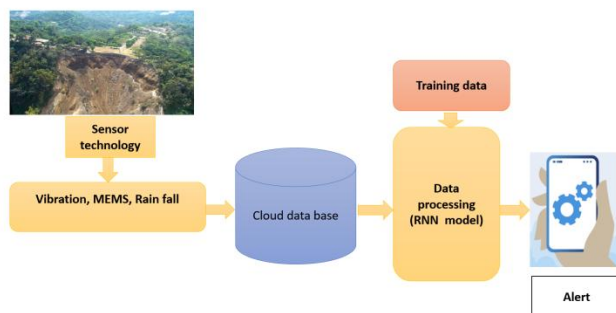 Sensor
technology
Vibration, MEMS, Rain fall
Cloud data base
Training data
Data
processing
(RNN model)
Alert